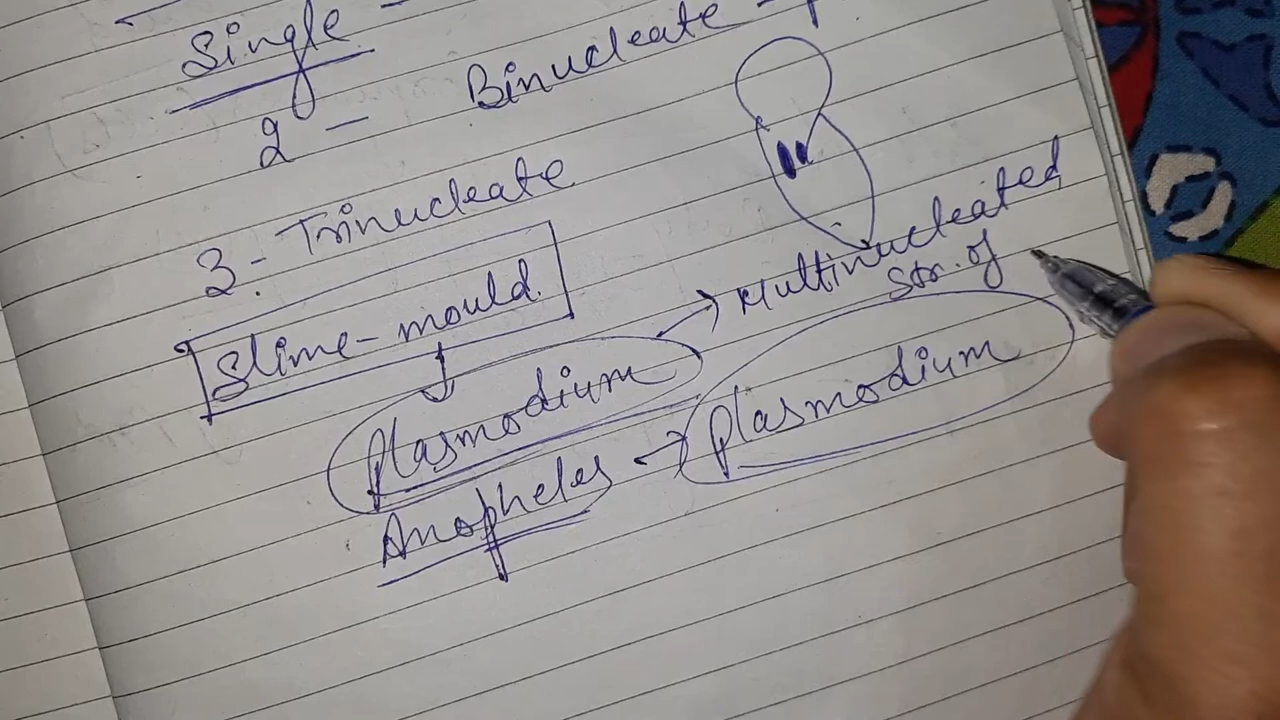 Single -
2 - Binucleate -
3 - Trinucleate
Slime-mould.
Plasmodium → Multinucleated
str. of
Anopheles → Plasmodium